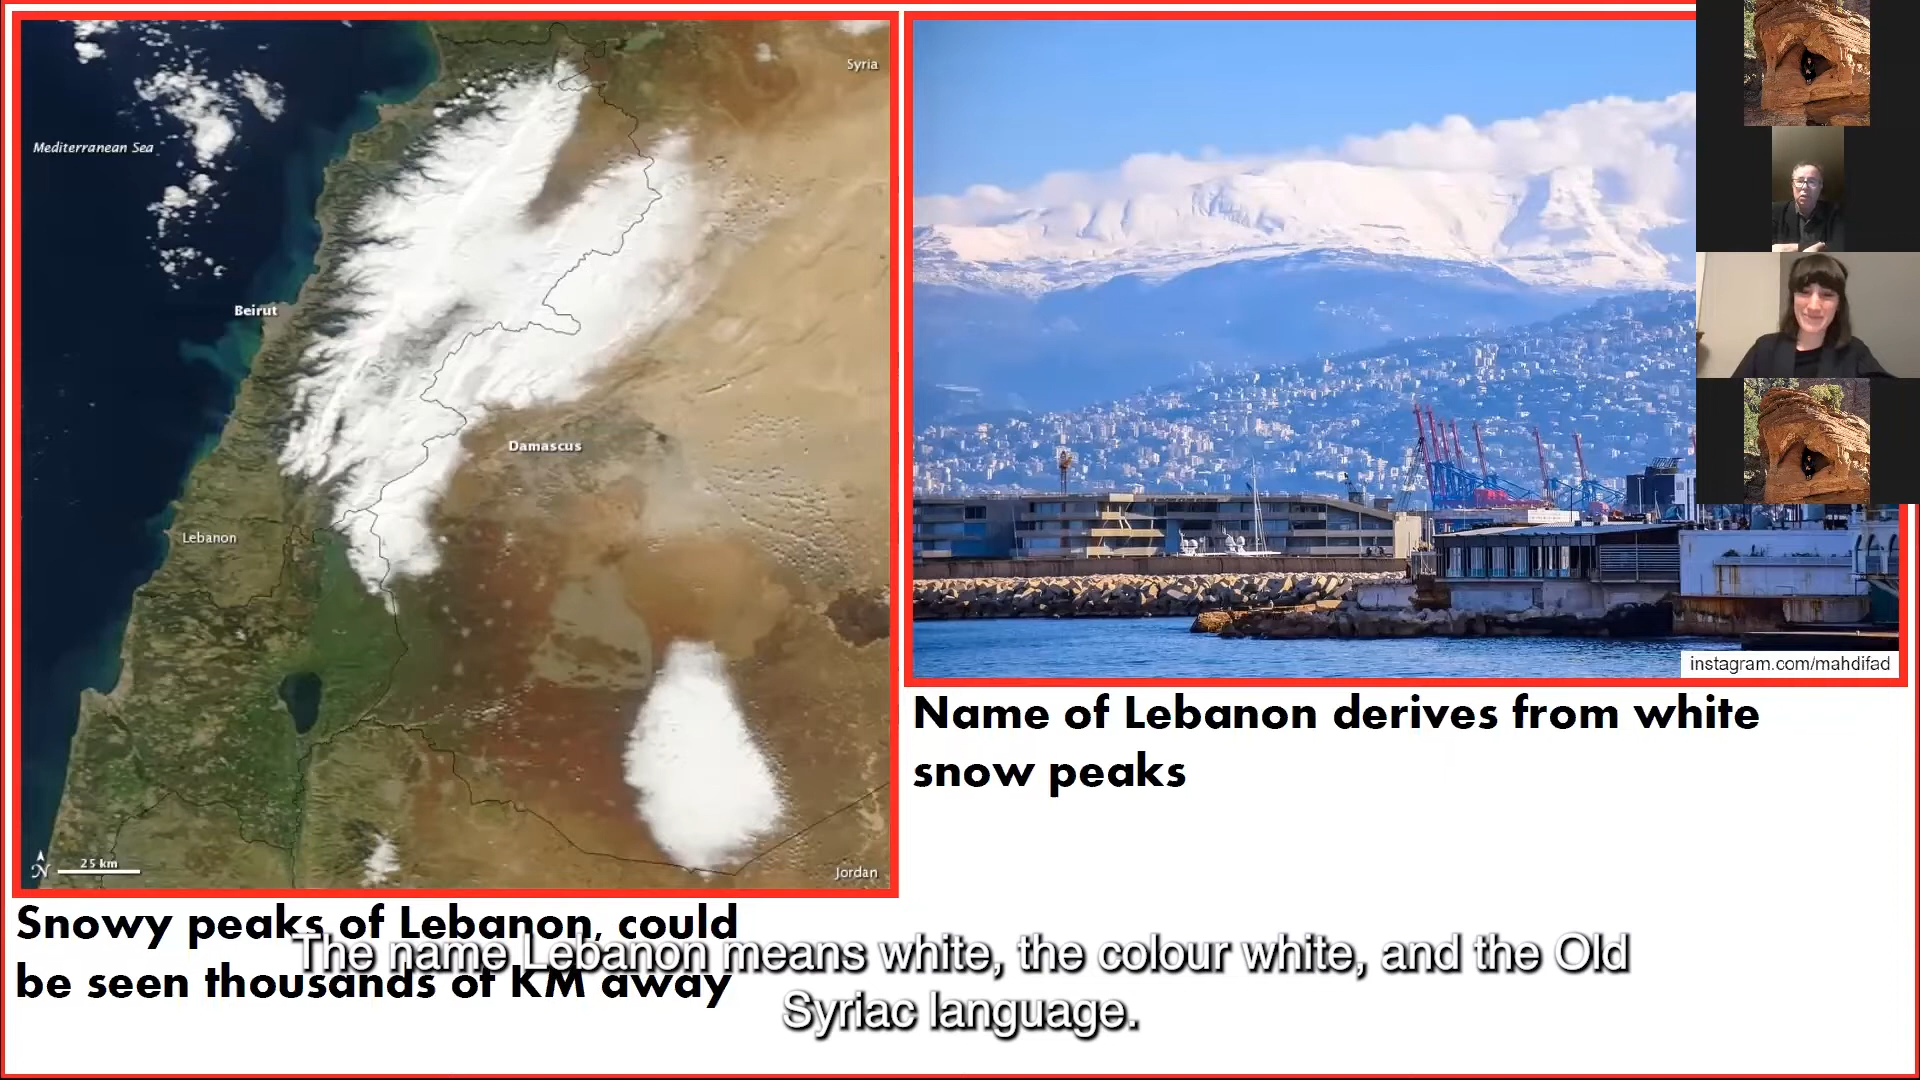 Syria
Mediterranean Sea
Beirut
Damascus
Lebanon
N
25 km
Jordan
Snowy peaks of Lebanon, could
be seen thousands of KM away
instagram.com/mahdifad
Name of Lebanon derives from white
snow peaks
The name Lebanon means white, the colour white, and the Old
Syriac language.